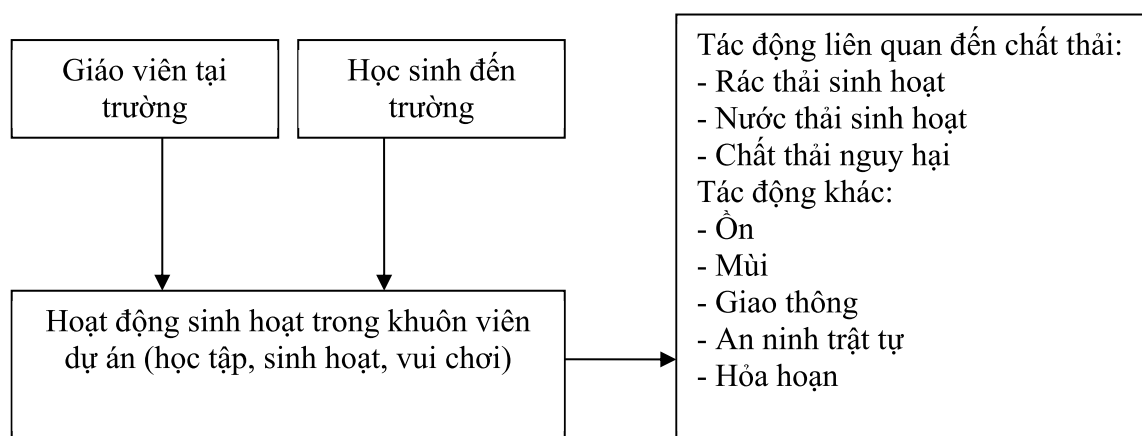 Giáo viên tại
trường
Học sinh đến
trường
Hoạt động sinh hoạt trong khuôn viên
dự án (học tập, sinh hoạt, vui chơi)
Tác động liên quan đến chất thải:
- Rác thải sinh hoạt
- Nước thải sinh hoạt
- Chất thải nguy hại
Tác động khác:
- Ồn
- Mùi
- Giao thông
- An ninh trật tự
- Hỏa hoạn